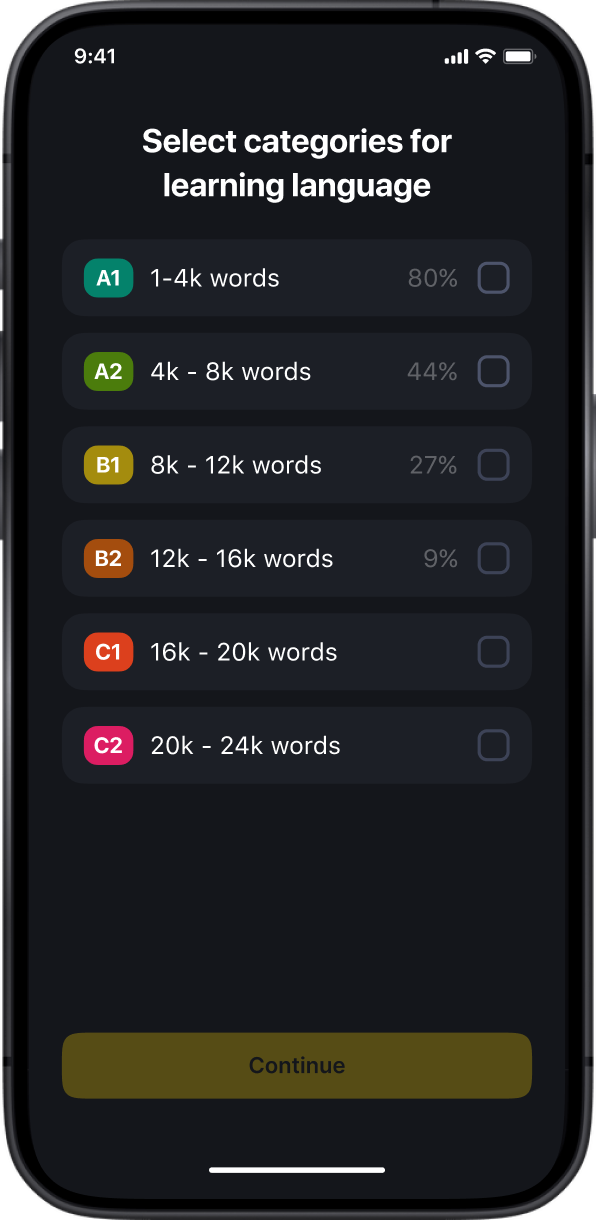 9:41
Select categories for
learning language
A1 1-4k words 80%
A2 4k - 8k words 44%
B1 8k - 12k words 27%
B2 12k - 16k words 9%
C1 16k - 20k words
C2 20k - 24k words
Continue